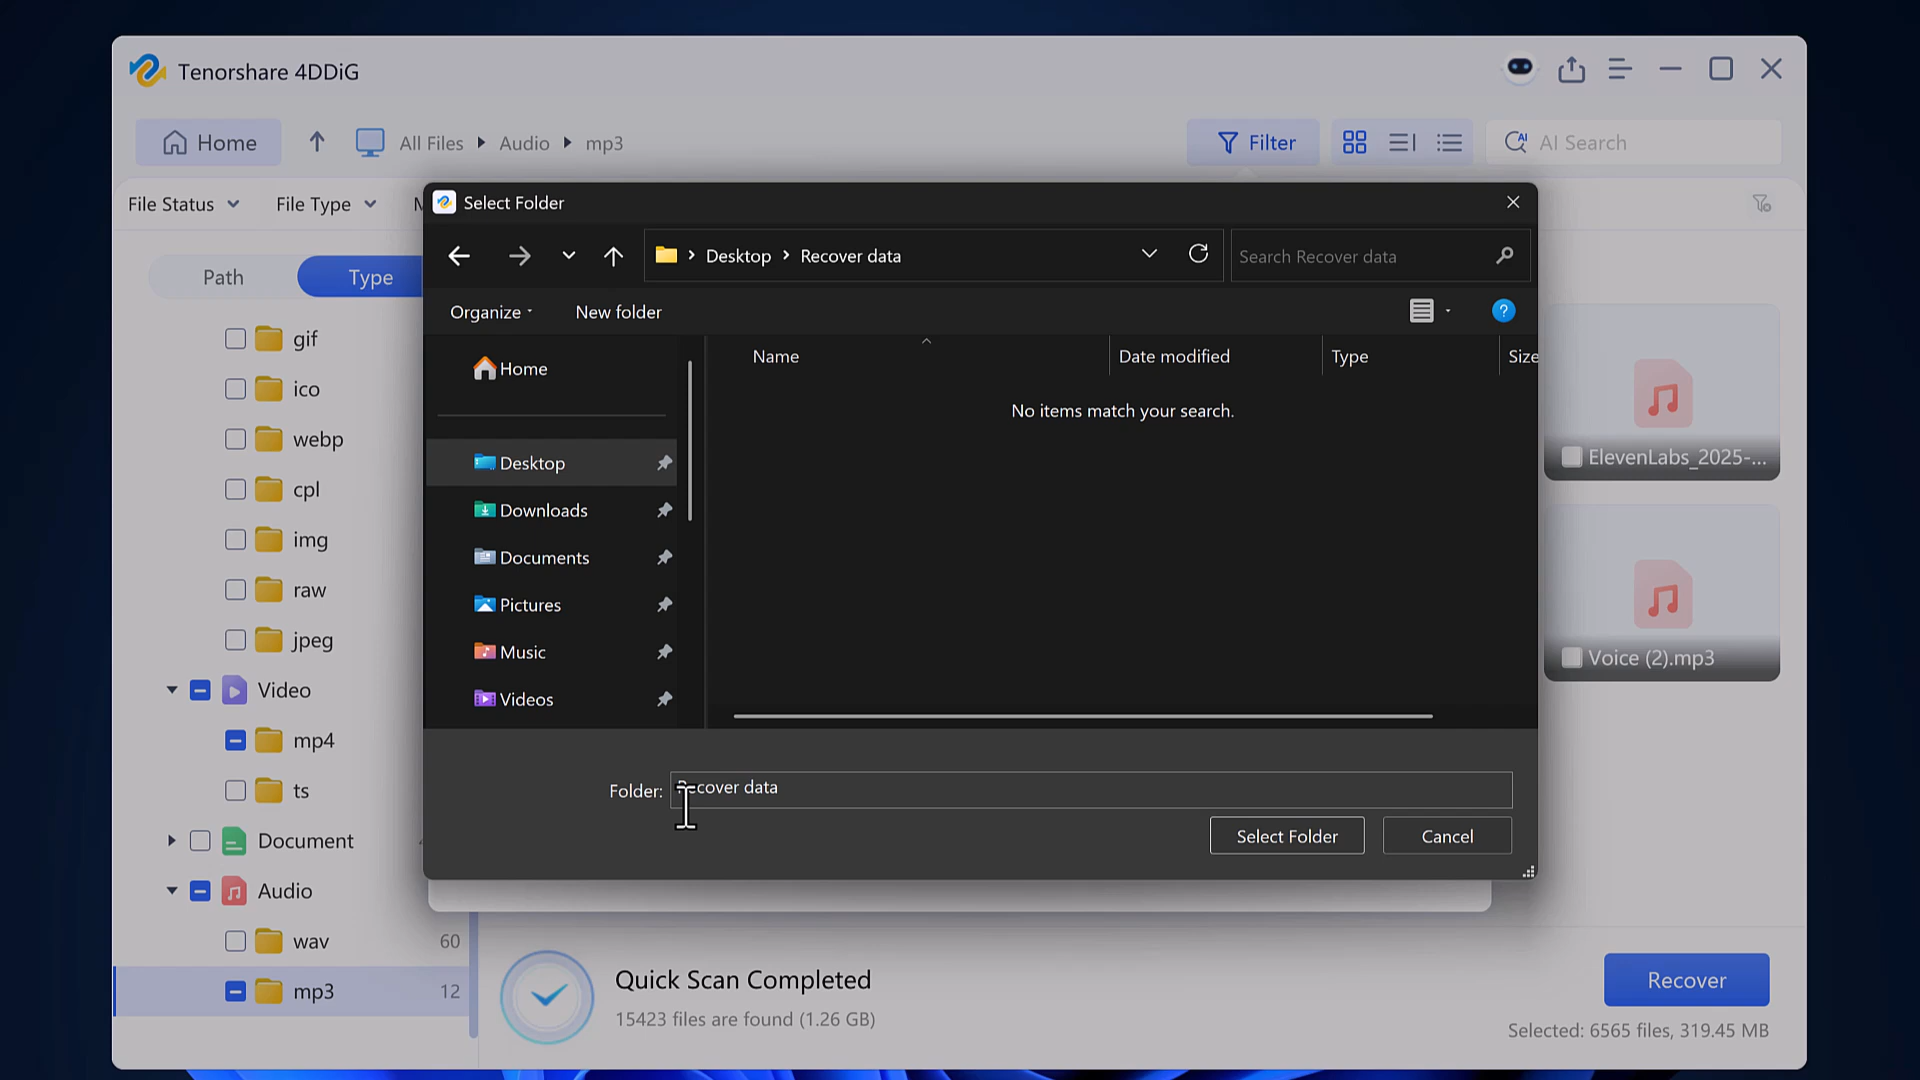 Tenorshare 4DDiG
Home
All Files
Audio
mp3
Filter
AI Search
File Status
File Type
Select Folder
Desktop
Recover data
Search Recover data
Path
Type
Organize
New folder
gif
ico
webp
cpl
img
raw
jpeg
Video
mp4
ts
Document
Audio
wav
60
mp3
12
Home
Desktop
Downloads
Documents
Pictures
Music
Videos
Name
Date modified
Type
Size
No items match your search.
ElevenLabs_2025-...
Voice (2).mp3
Folder:
Recover data
Select Folder
Cancel
Quick Scan Completed
15423 files are found (1.26 GB)
Recover
Selected: 6565 files, 319.45 MB